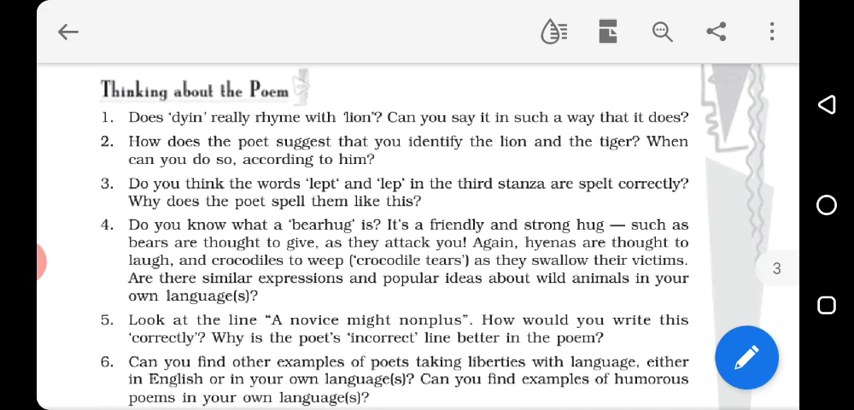 Thinking about the Poem
1. Does ‘dyin’ really rhyme with ‘lion’? Can you say it in such a way that it does?
2. How does the poet suggest that you identify the lion and the tiger? When
can you do so, according to him?
3. Do you think the words ‘lept‘ and ‘lep’ in the third stanza are spelt correctly?
Why does the poet spell them like this?
4. Do you know what a ‘bearhug’ is? It’s a friendly and strong hug — such as
bears are thought to give, as they attack you! Again, hyenas are thought to
laugh, and crocodiles to weep (‘crocodile tears’) as they swallow their victims.
Are there similar expressions and popular ideas about wild animals in your
own language(s)?
5. Look at the line “A novice might nonplus”. How would you write this
‘correctly’? Why is the poet’s ‘incorrect’ line better in the poem?
6. Can you find other examples of poets taking liberties with language, either
in English or in your own language(s)? Can you find examples of humorous
poems in your own language(s)?
3